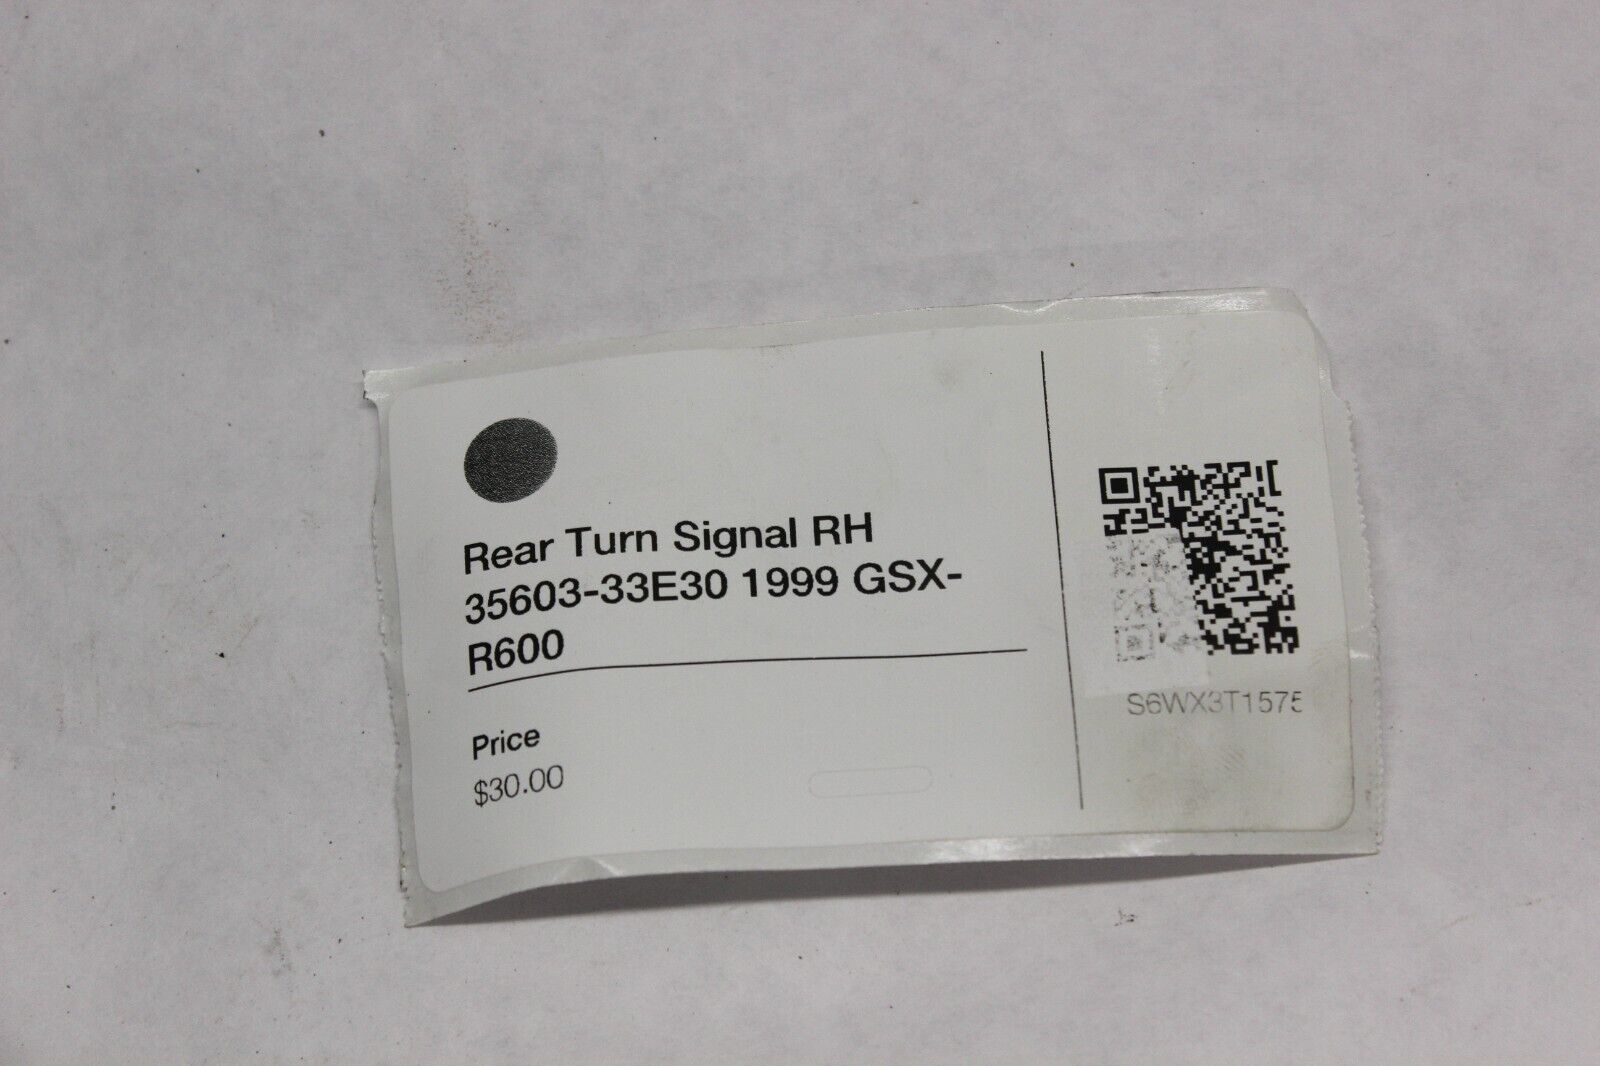 Rear Turn Signal RH
35603-33E30 1999 GSX-
R600
Price
$30.00
S6WX3T1575